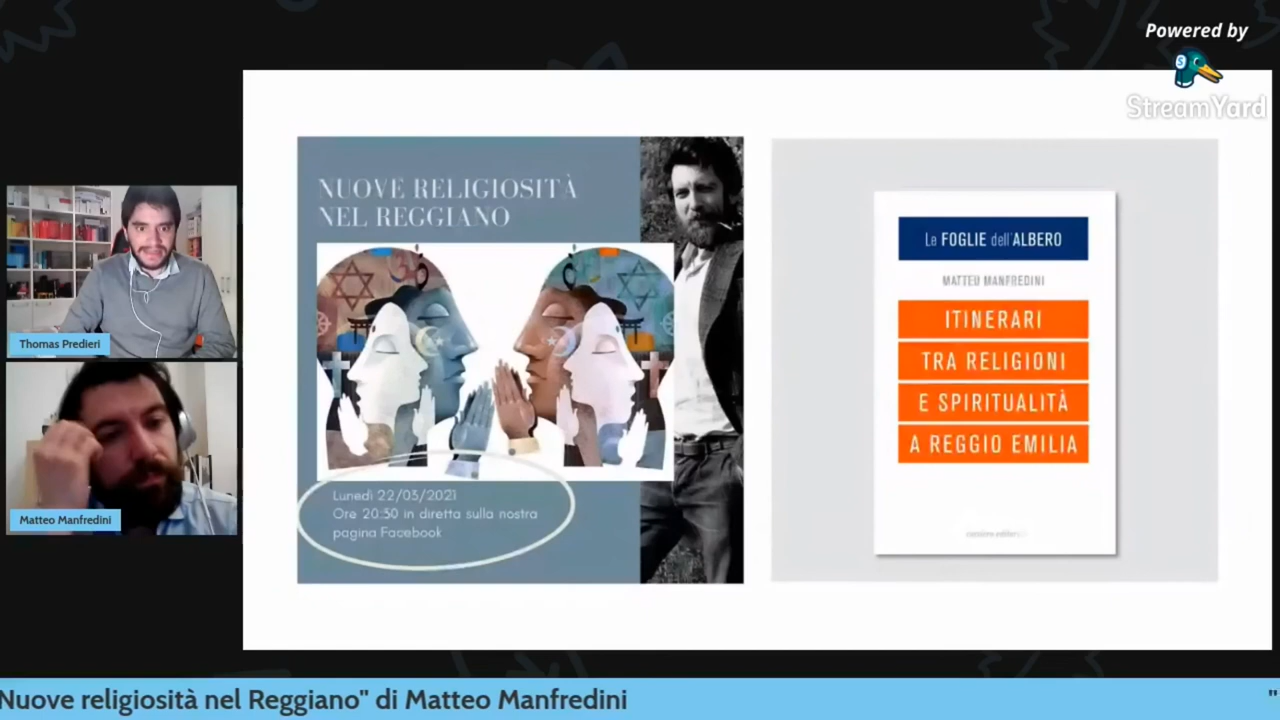 Powered by
StreamYard
NUOVE RELIGIOSITÀ
NEL REGGIANO
Lunedì 22/03/2021
Ore 20:30 in diretta sulla nostra
pagina Facebook
Le FOGLIE dell'ALBERO
MATTEO MANFREDINI
ITINERARI
TRA RELIGIONI
E SPIRITUALITÀ
A REGGIO EMILIA
Thomas Predieri
Matteo Manfredini
Nuove religiosità nel Reggiano" di Matteo Manfredini "